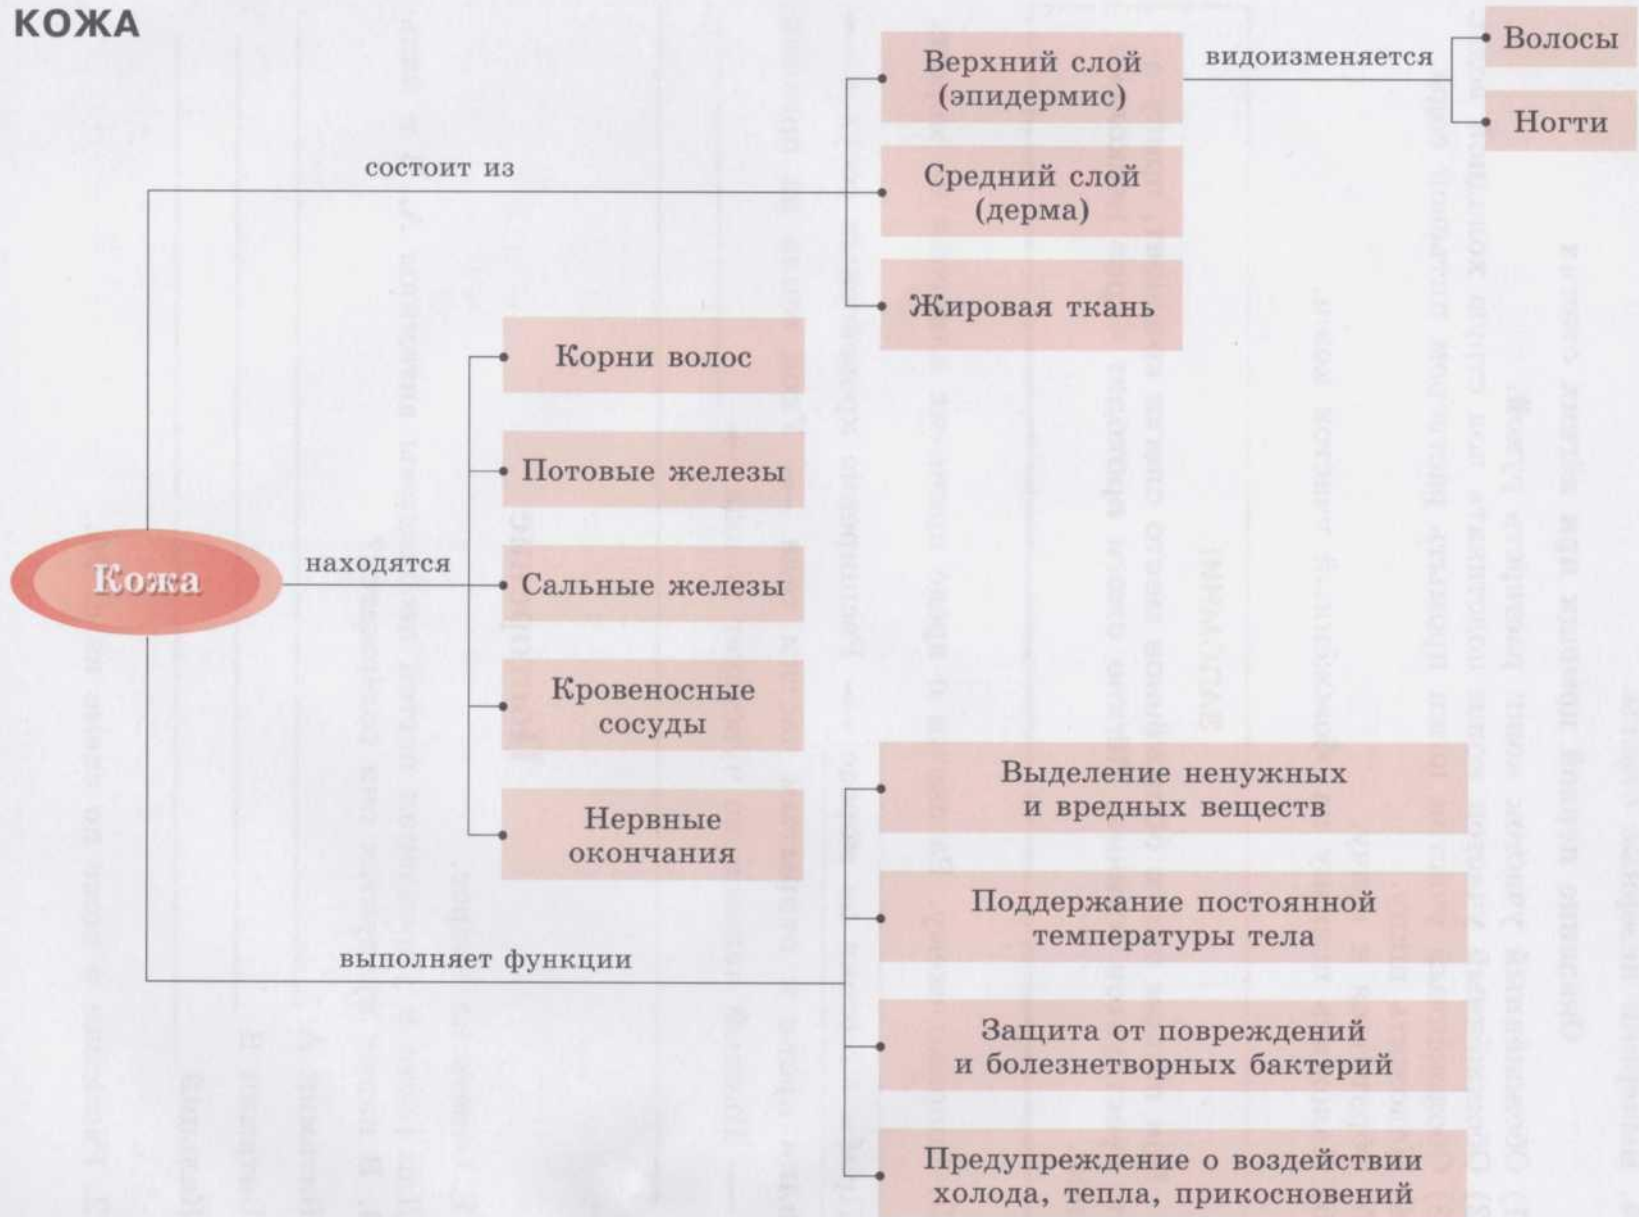 КОЖА
Верхний слой
(эпидермис)
видоизменяется
Волосы
Ногти
состоит из
Средний слой
(дерма)
Жировая ткань
Корни волос
Потовые железы
Кожа
находятся
Сальные железы
Кровеносные
сосуды
Нервные
окончания
выполняет функции
Выделение ненужных
и вредных веществ
Поддержание постоянной
температуры тела
Защита от повреждений
и болезнетворных бактерий
Предупреждение о воздействии
холода, тепла, прикосновений